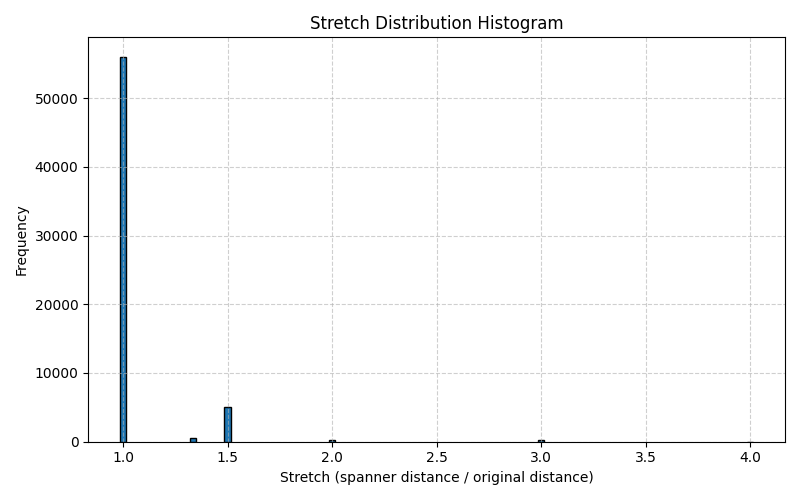 Stretch Distribution Histogram
Frequency
50000
40000
30000
20000
10000
0
1.0 1.5 2.0 2.5 3.0 3.5 4.0
Stretch (spanner distance / original distance)